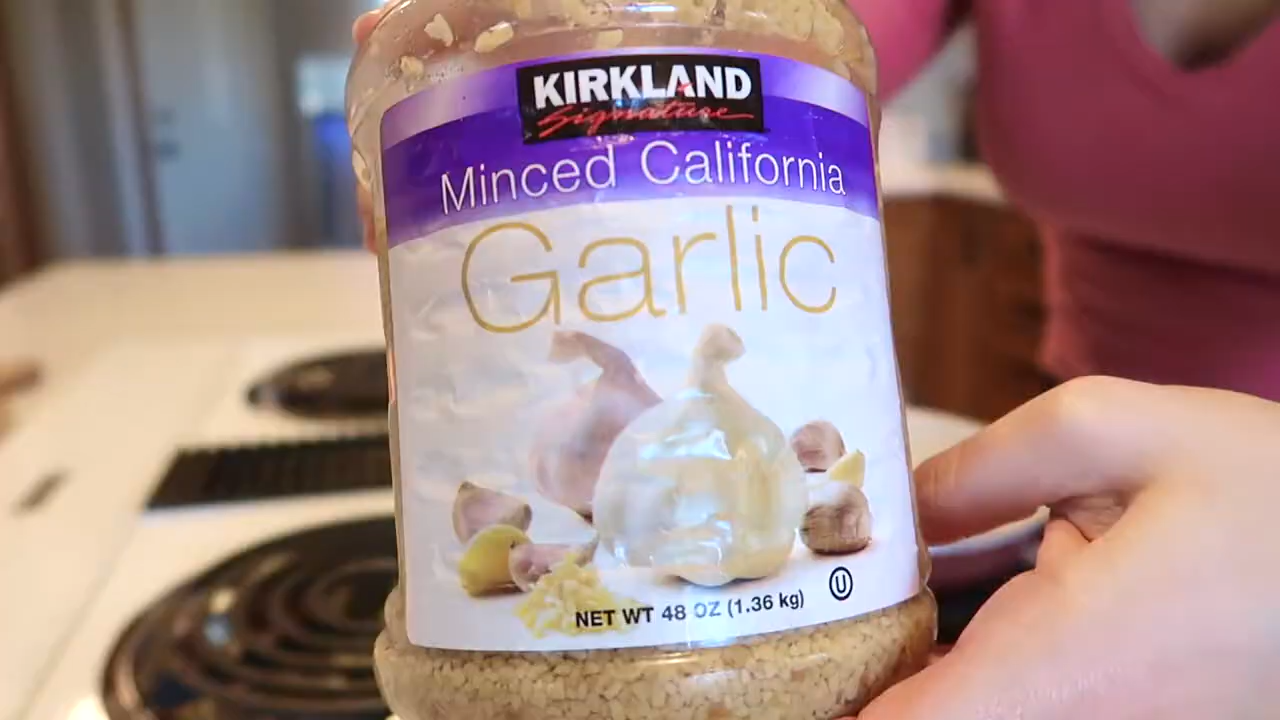 KIRKLAND
Signature
Minced California
Garlic
NET WT 48 OZ (1.36 kg)
U